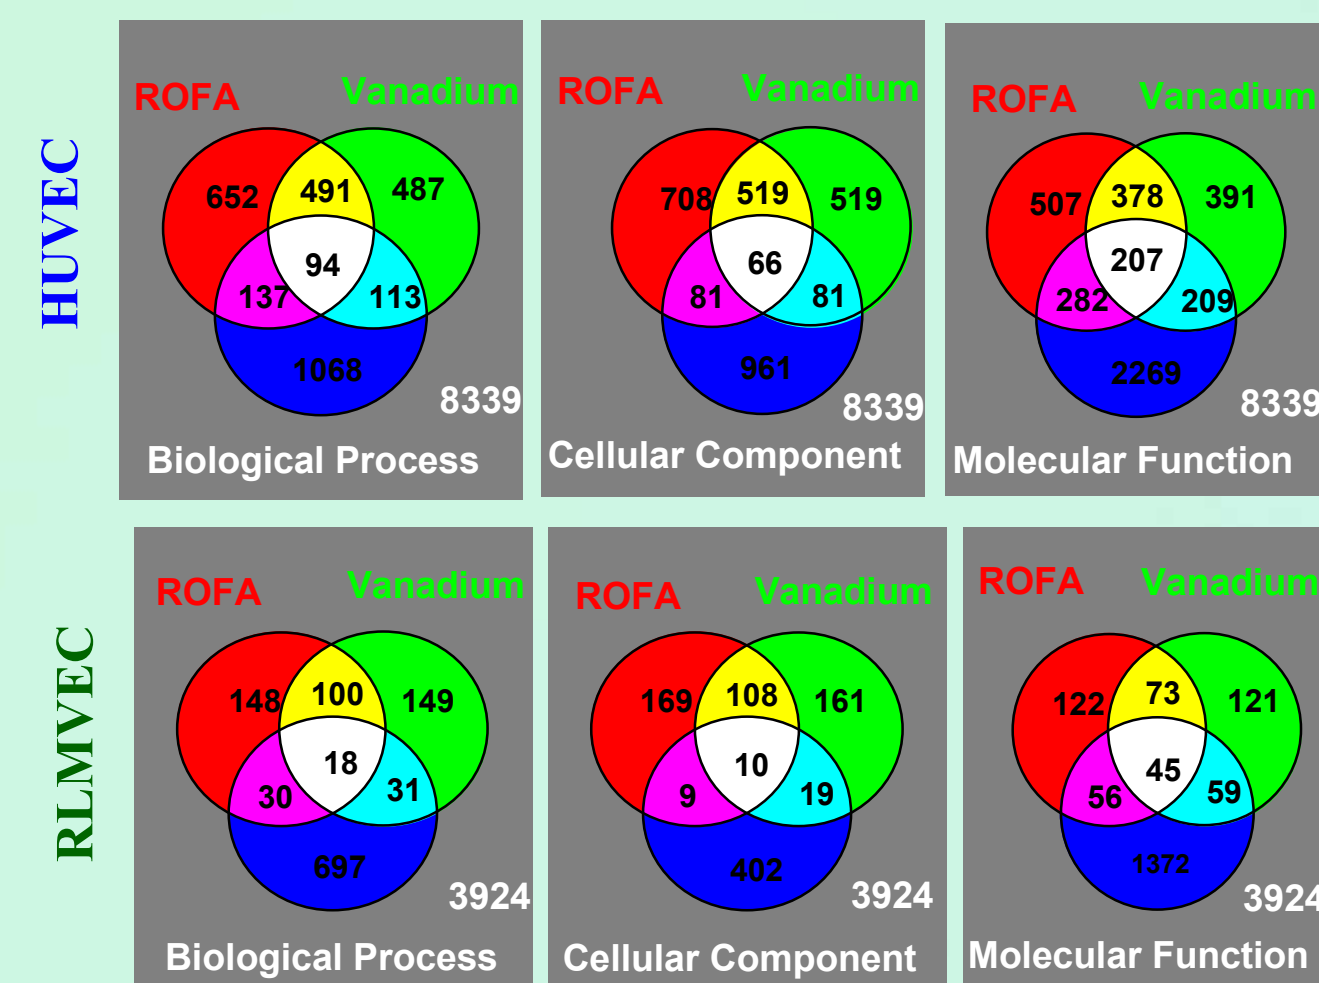 HUVEC
ROFA Vanadium
652 491 487
94
137 113
1068
8339
Biological Process
ROFA Vanadium
708 519 519
66
81 81
961
8339
Cellular Component
ROFA Vanadium
507 378 391
207
282 209
2269
8339
Molecular Function
RLMVEC
ROFA Vanadium
148 100 149
18
30 31
697
3924
Biological Process
ROFA Vanadium
169 108 161
10
9 19
402
3924
Cellular Component
ROFA Vanadium
122 73 121
45
56 59
1372
3924
Molecular Function